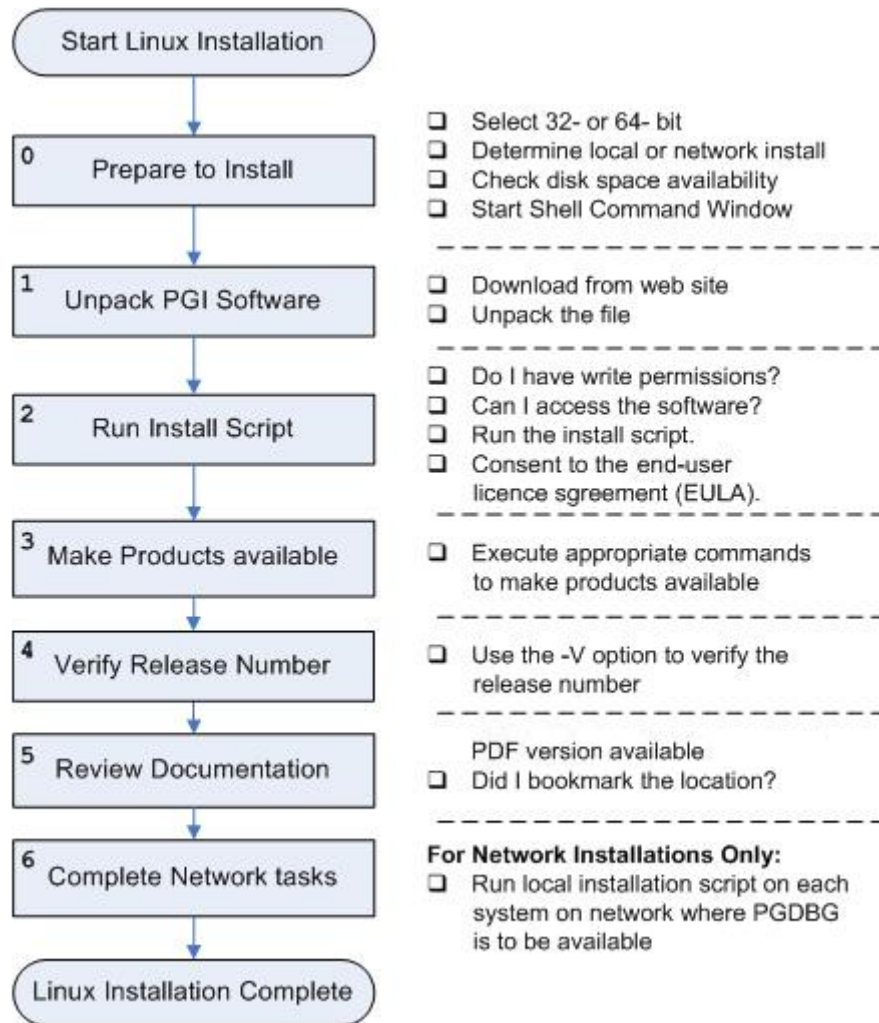 Start Linux Installation
0
Prepare to Install
❑ Select 32- or 64- bit
❑ Determine local or network install
❑ Check disk space availability
❑ Start Shell Command Window
1
Unpack PGI Software
❑ Download from web site
❑ Unpack the file
2
Run Install Script
❑ Do I have write permissions?
❑ Can I access the software?
❑ Run the install script.
❑ Consent to the end-user
licence sgreement (EULA).
3
Make Products available
❑ Execute appropriate commands
to make products available
4
Verify Release Number
❑ Use the -V option to verify the
release number
5
Review Documentation
PDF version available
❑ Did I bookmark the location?
6
Complete Network tasks
For Network Installations Only:
❑ Run local installation script on each
system on network where PGDBG
is to be available
Linux Installation Complete